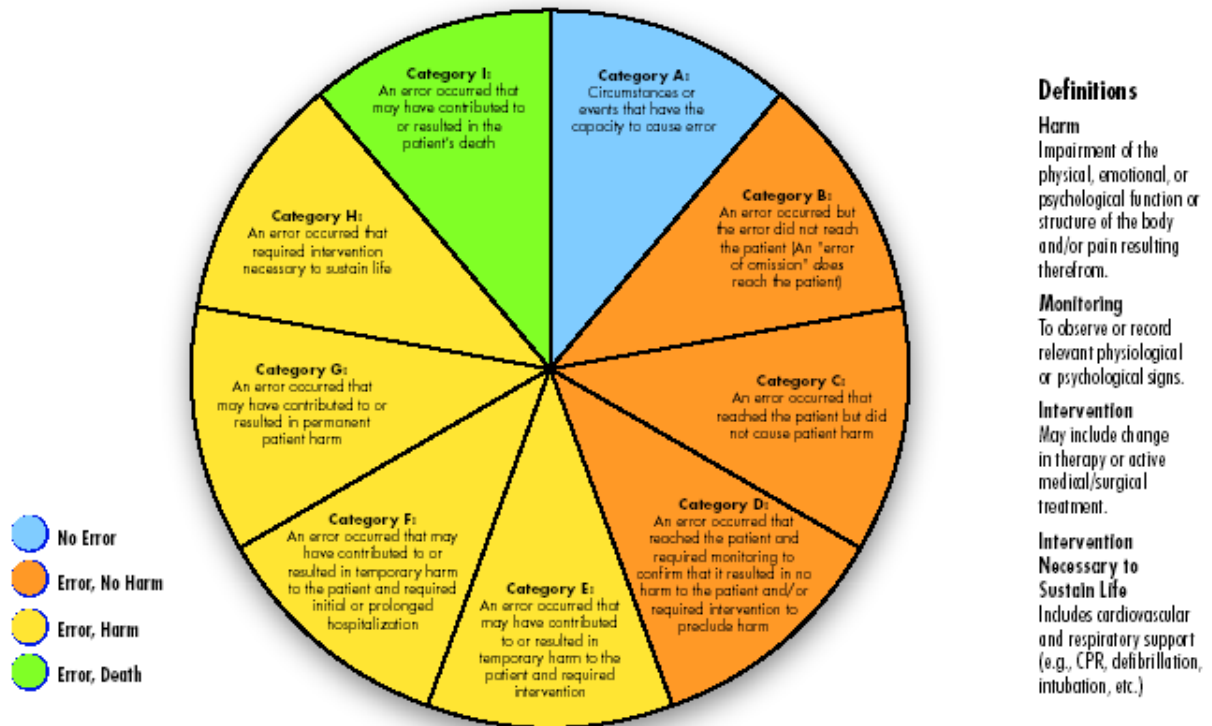 Category I:
An error occurred that
may have contributed to
or resulted in the
patient's death
Category A:
Circumstances or
events that have the
capacity to cause error
Category B:
An error occurred but
the error did not reach
the patient (An "error
of omission" does
reach the patient)
Category C:
An error occurred that
reached the patient but did
not cause patient harm
Category D:
An error occurred that
reached the patient and
required monitoring to
confirm that it resulted in no
harm to the patient and/or
required intervention to
preclude harm
Category E:
An error occurred that
may have contributed
to or resulted in
temporary harm to the
patient and required
intervention
Category F:
An error occurred that may
have contributed to or
resulted in temporary harm
to the patient and required
initial or prolonged
hospitalization
Category G:
An error occurred that
may have contributed to or
resulted in permanent
patient harm
Category H:
An error occurred that
required intervention
necessary to sustain life
No Error
Error, No Harm
Error, Harm
Error, Death
Definitions
Harm
Impairment of the
physical, emotional, or
psychological function or
structure of the body
and/or pain resulting
therefrom.
Monitoring
To observe or record
relevant physiological
or psychological signs.
Intervention
May include change
in therapy or active
medical/surgical
treatment.
Intervention
Necessary to
Sustain Life
Includes cardiovascular
and respiratory support
(e.g., CPR, defibrillation,
intubation, etc.)